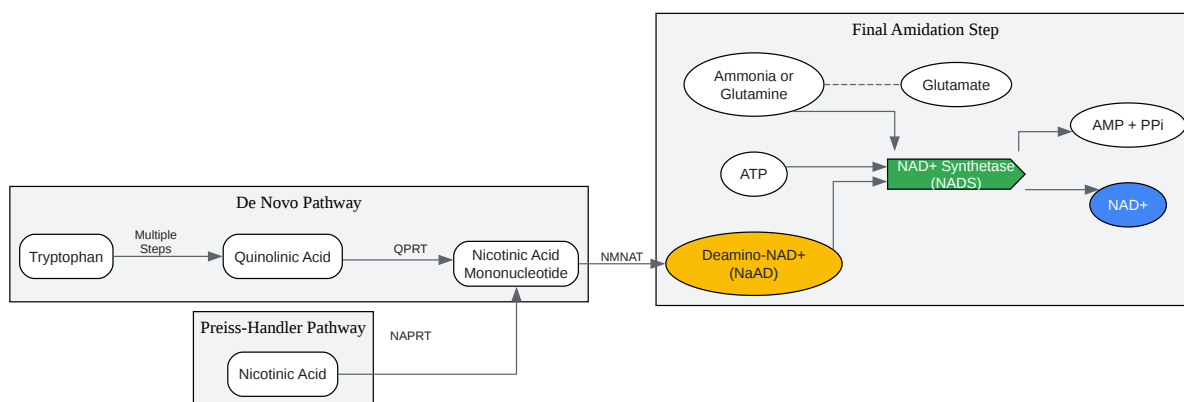 Final Amidation Step
Ammonia or
Glutamine
Glutamate
AMP + PPi
ATP
NAD+ Synthetase
(NADS)
NAD+
De Novo Pathway
Tryptophan
Multiple
Steps
Quinolinic Acid
QPRT
Nicotinic Acid
Mononucleotide
NMNAT
Deamino-NAD+
(NaAD)
Preiss-Handler Pathway
Nicotinic Acid
NAPRT